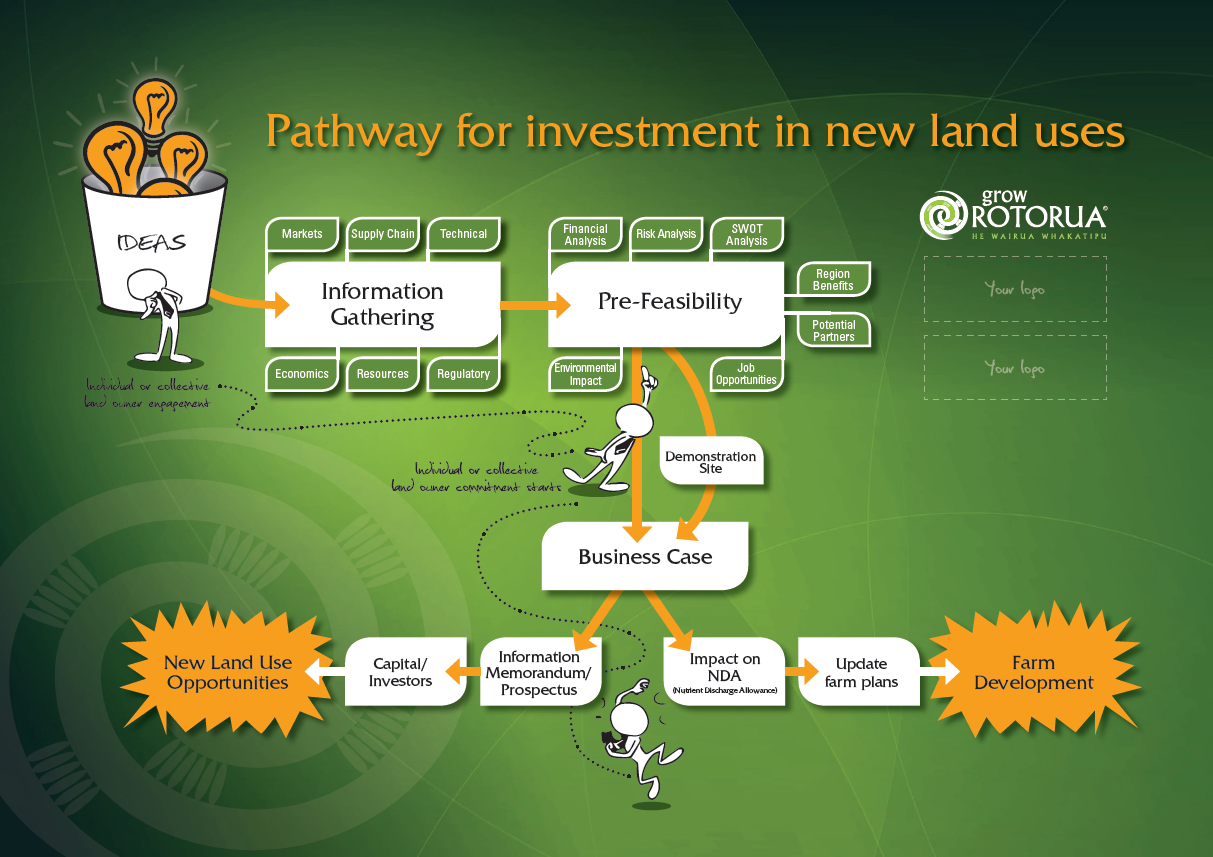 Pathway for investment in new land uses
IDEAS
grow
ROTORUA®
HE WAIRUA WHAKATIPU
Your logo
Your logo
Markets
Supply Chain
Technical
Information
Gathering
Economics
Resources
Regulatory
Financial
Analysis
Risk Analysis
SWOT
Analysis
Pre-Feasibility
Region
Benefits
Potential
Partners
Environmental
Impact
Job
Opportunities
Individual or collective
land owner engagement
Individual or collective
land owner commitment starts
Demonstration
Site
Business Case
New Land Use
Opportunities
Capital/
Investors
Information
Memorandum/
Prospectus
Impact on
NDA
(Nutrient Discharge Allowance)
Update
farm plans
Farm
Development